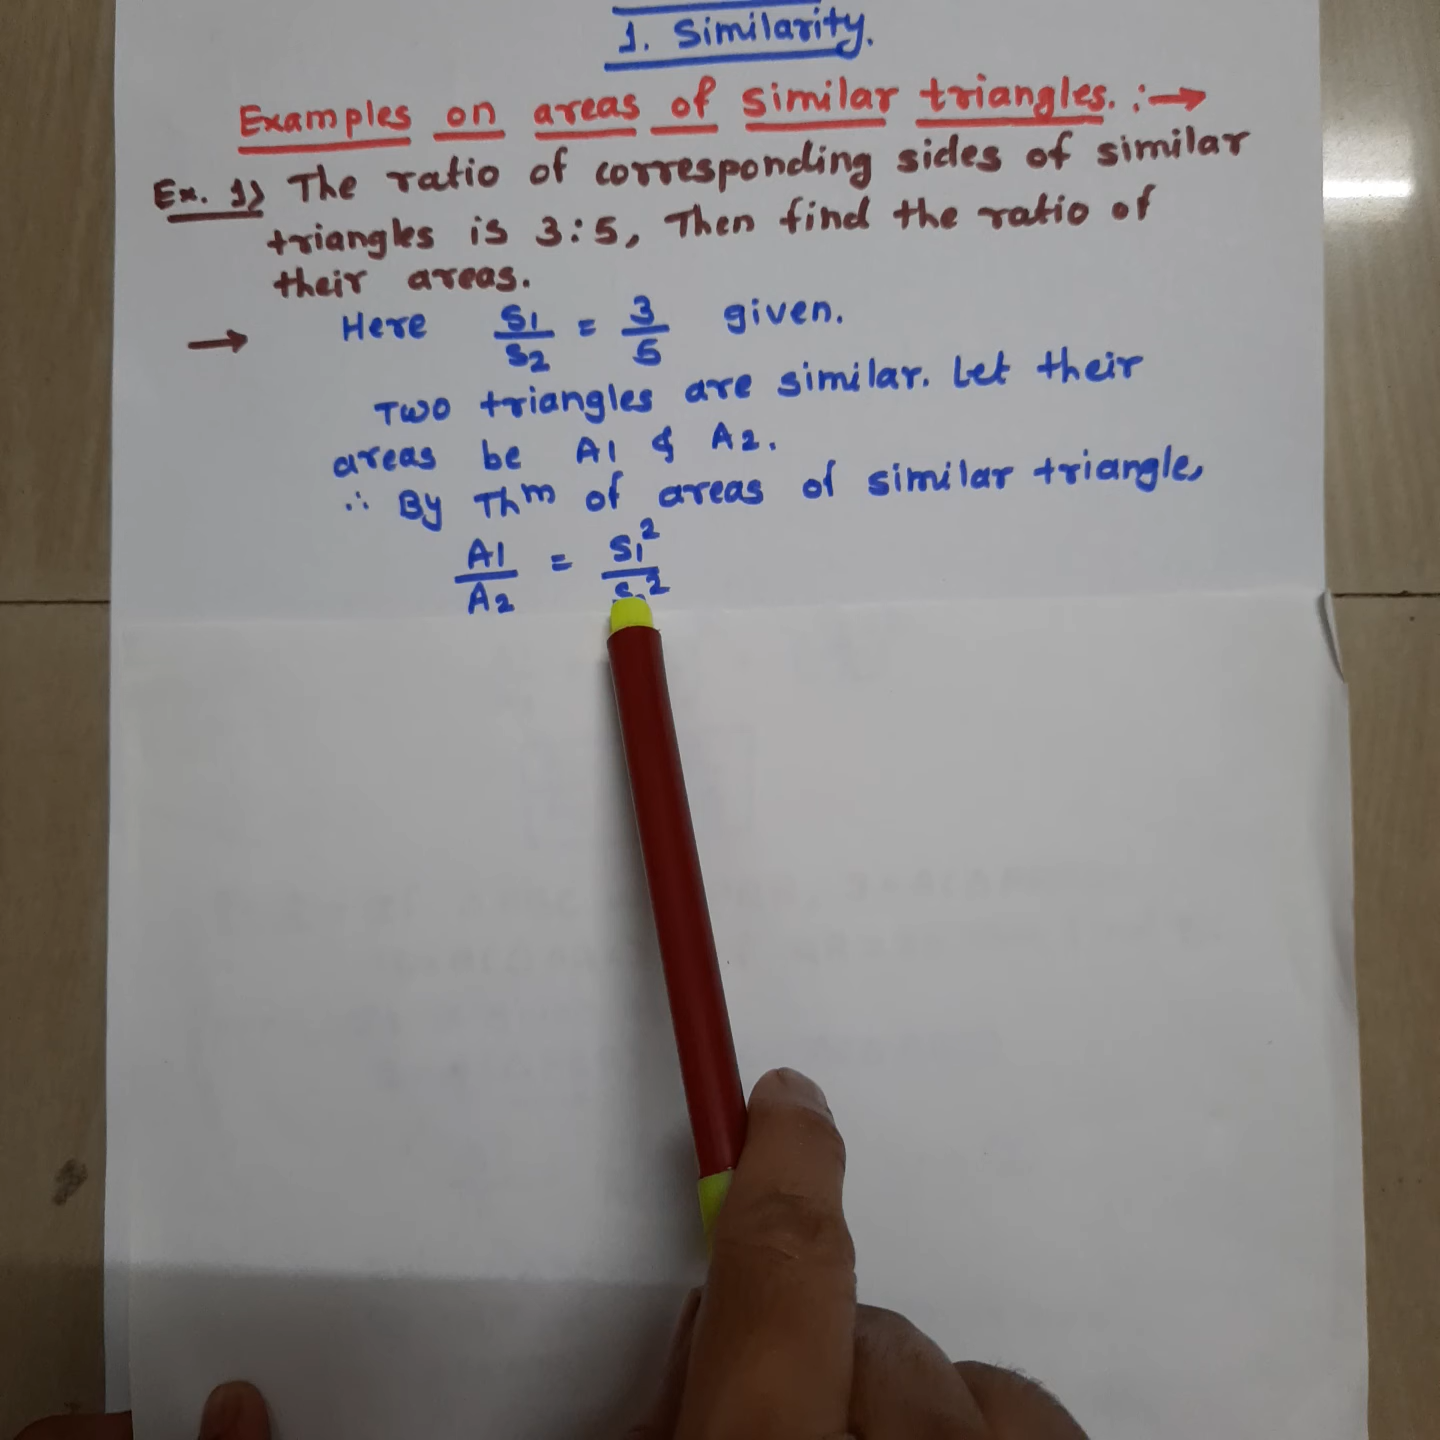 1. Similarity.
Examples on areas of similar triangles. :→
Ex. 1) The ratio of corresponding sides of similar
triangles is 3:5, Then find the ratio of
their areas.
→ Here S1/S2 = 3/5 given.
Two triangles are similar. Let their
areas be A1 & A2.
∴ By Thm of areas of similar triangle,
A1/A2 = S1²/S2²